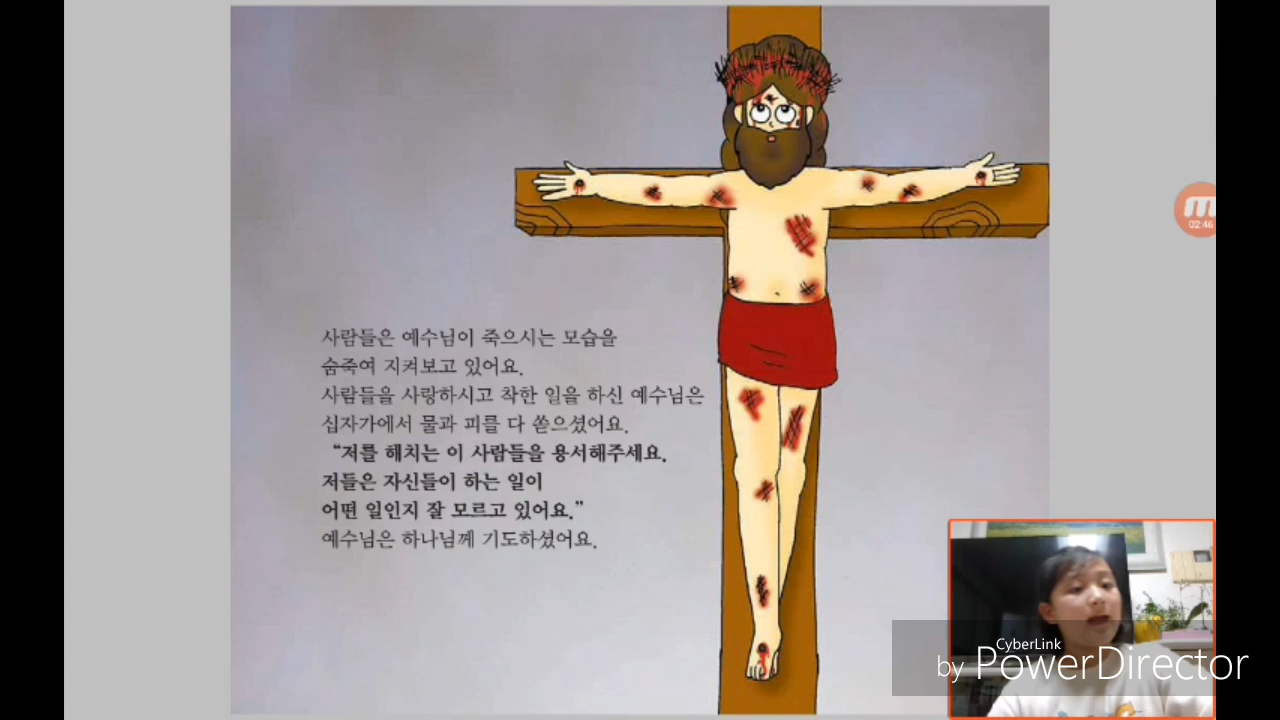 사람들은 예수님이 죽으시는 모습을
숨죽여 지켜보고 있어요.
사람들을 사랑하시고 착한 일을 하신 예수님은
십자가에서 물과 피를 다 쏟으셨어요.
“저를 해치는 이 사람들을 용서해주세요.
저들은 자신들이 하는 일이
어떤 일인지 잘 모르고 있어요.”
예수님은 하나님께 기도하셨어요.
02:46
CyberLink
by PowerDirector